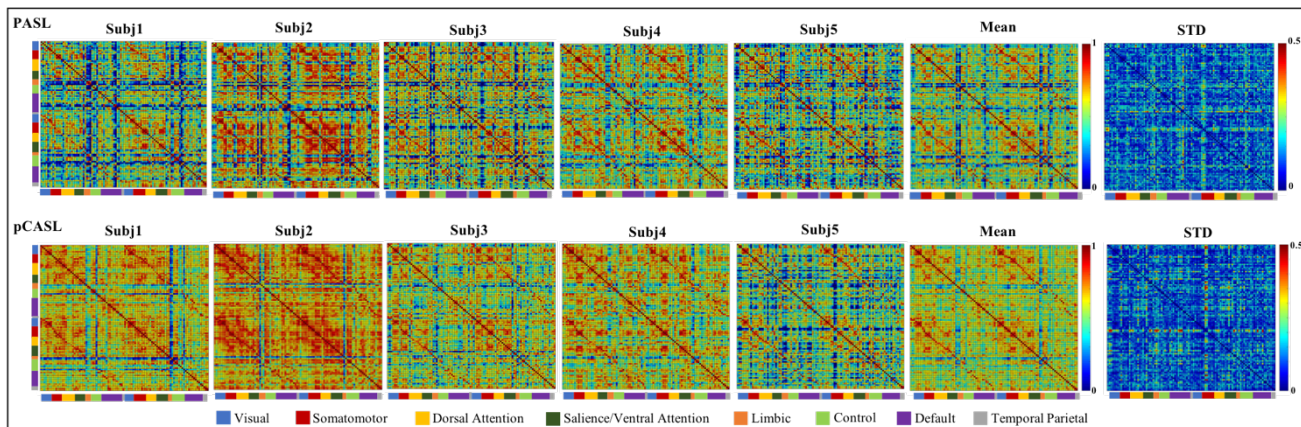 PASL
Subj1 Subj2 Subj3 Subj4 Subj5 Mean STD
1 0.5
0 0
pCASL
Subj1 Subj2 Subj3 Subj4 Subj5 Mean STD
1 0.5
0 0
Visual Somatomotor Dorsal Attention Salience/Ventral Attention Limbic Control Default Temporal Parietal